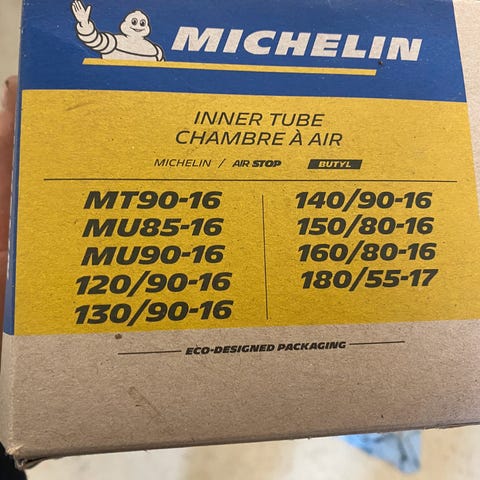 MICHELIN
INNER TUBE
CHAMBRE À AIR
MICHELIN / AIR STOP BUTYL
MT90-16
MU85-16
MU90-16
120/90-16
130/90-16
140/90-16
150/80-16
160/80-16
180/55-17
ECO-DESIGNED PACKAGING